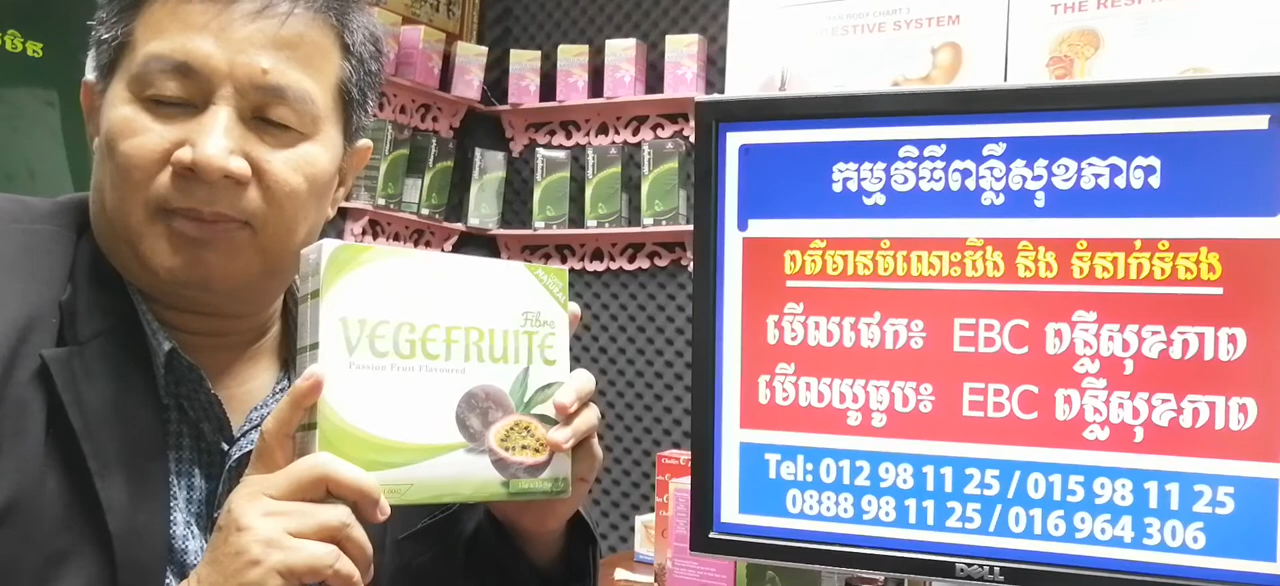 មិន
BODY CHART 3
DIGESTIVE SYSTEM
THE
chlorophyll
100% NATURAL
Fibre
VEGEFRUITE
Passion Fruit Flavoured
កម្មវិធីពន្លឺសុខភាព
ពត៌មានចំណេះដឹង និង ទំនាក់ទំនង
មើលផេក៖ EBC ពន្លឺសុខភាព
មើលយូធូប៖ EBC ពន្លឺសុខភាព
Tel: 012 98 11 25 / 015 98 11 25
0888 98 11 25 / 016 964 306
DELL